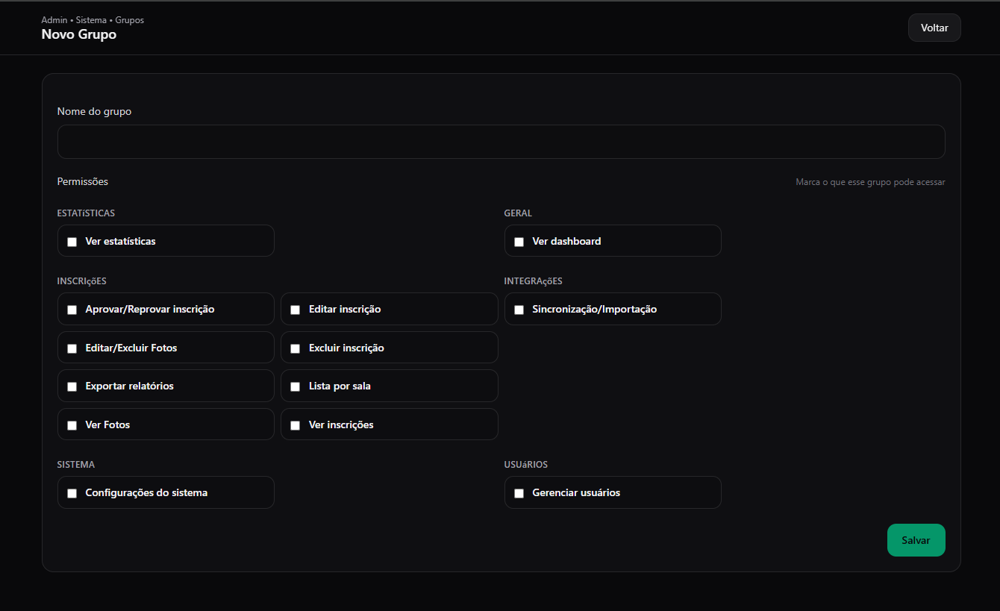 Admin • Sistema • Grupos
Novo Grupo
Voltar
Nome do grupo
Permissões
Marca o que esse grupo pode acessar
ESTATíSTICAS
GERAL
Ver estatísticas
Ver dashboard
INSCRIçõES
INTEGRAçõES
Aprovar/Reprovar inscrição
Editar inscrição
Sincronização/Importação
Editar/Excluir Fotos
Excluir inscrição
Exportar relatórios
Lista por sala
Ver Fotos
Ver inscrições
SISTEMA
USUáRIOS
Configurações do sistema
Gerenciar usuários
Salvar